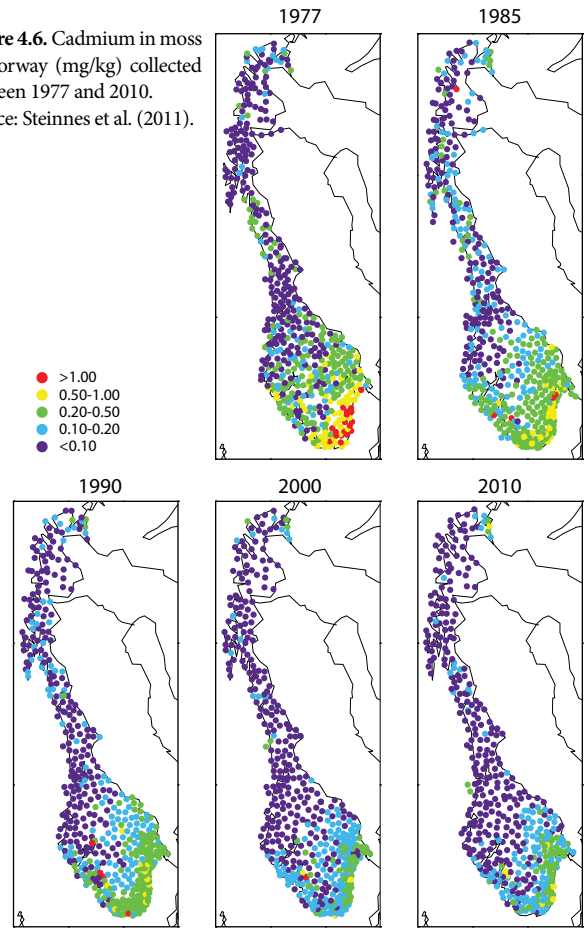 re 4.6. Cadmium in moss
orway (mg/kg) collected
een 1977 and 2010.
ce: Steinnes et al. (2011).
1977
1985
>1.00
0.50-1.00
0.20-0.50
0.10-0.20
<0.10
1990
2000
2010